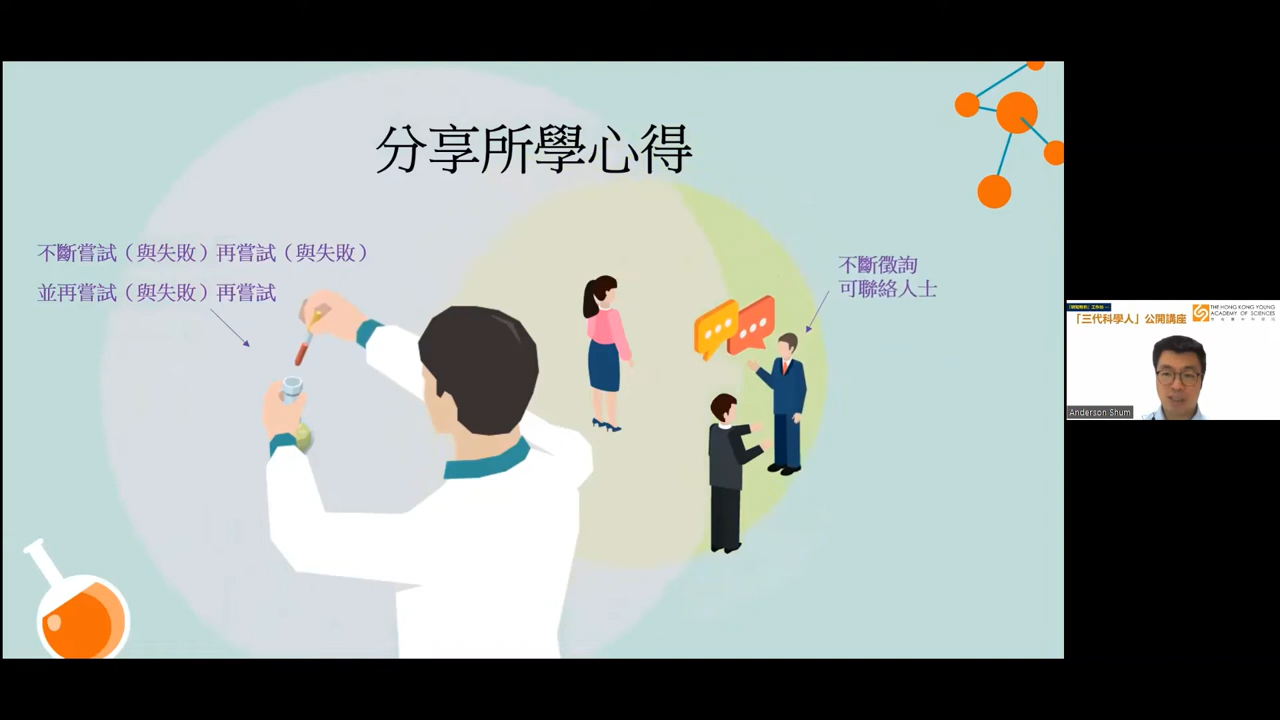 分享所學心得
不斷嘗試（與失敗）再嘗試（與失敗）
並再嘗試（與失敗）再嘗試
不斷徵詢
可聯絡人士
「三代科學人」公開講座
THE HONG KONG YOUNG
ACADEMY OF SCIENCES
Anderson Shum